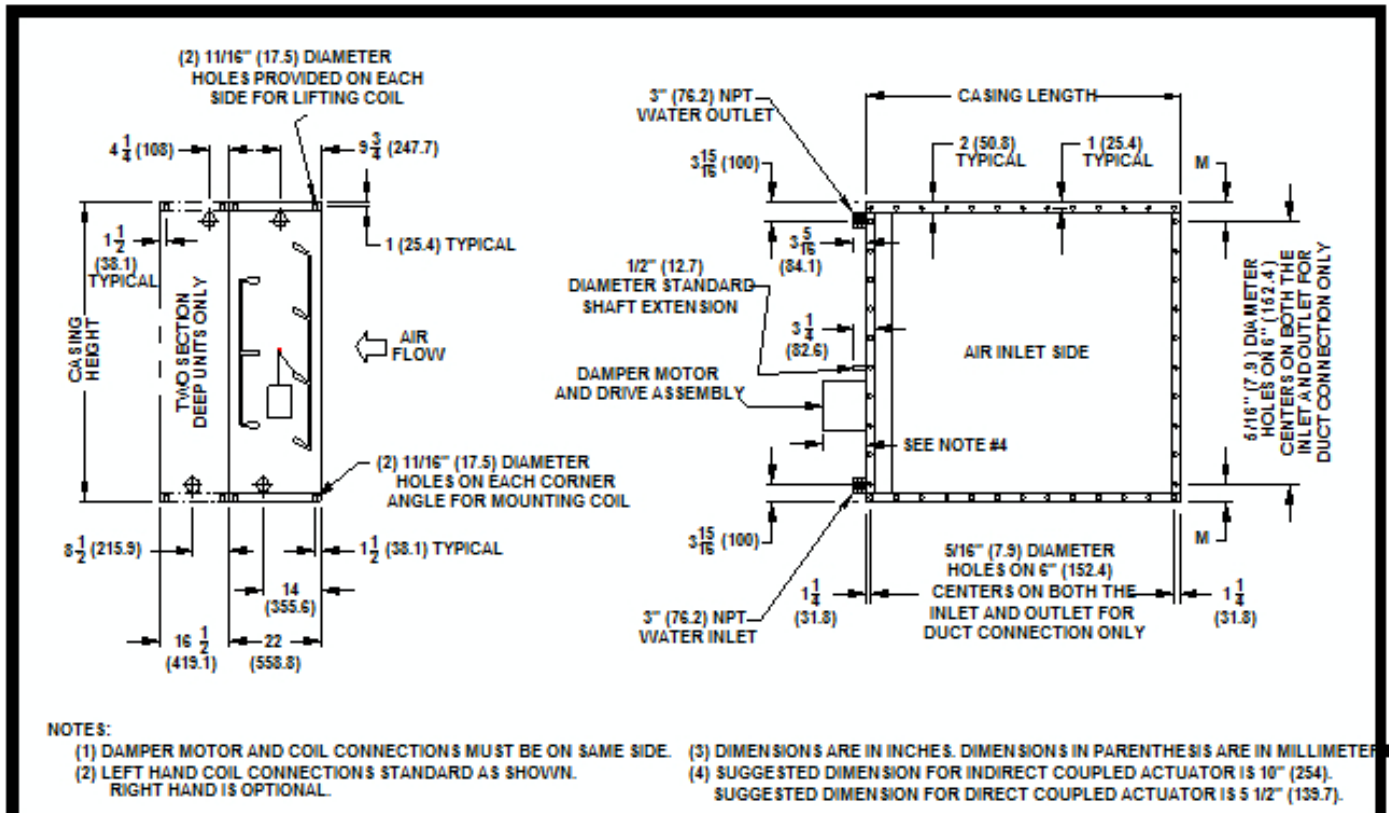 (2) 11/16" (17.5) DIAMETER
HOLES PROVIDED ON EACH
SIDE FOR LIFTING COIL
4 1/4 (108)
9 3/4 (247.7)
1 1/2
(38.1)
TYPICAL
1 (25.4) TYPICAL
CASING
HEIGHT
TWO SECTION
DEEP UNITS ONLY
AIR
FLOW
(2) 11/16" (17.5) DIAMETER
HOLES ON EACH CORNER
ANGLE FOR MOUNTING COIL
8 1/2 (215.9)
1 1/2 (38.1) TYPICAL
14
(355.6)
16 1/2
(419.1)
22
(558.8)
3" (76.2) NPT
WATER OUTLET
CASING LENGTH
3 15/16 (100)
2 (50.8)
TYPICAL
1 (25.4)
TYPICAL
M
3 5/16
(84.1)
1/2" (12.7)
DIAMETER STANDARD
SHAFT EXTENSION
3 1/4
(82.6)
AIR INLET SIDE
DAMPER MOTOR
AND DRIVE ASSEMBLY
SEE NOTE #4
5/16" (7.9) DIAMETER
HOLES ON 6" (152.4)
CENTERS ON BOTH THE
INLET AND OUTLET FOR
DUCT CONNECTION ONLY
3 15/16 (100)
M
3" (76.2) NPT
WATER INLET
1 1/4
(31.8)
5/16" (7.9) DIAMETER
HOLES ON 6" (152.4)
CENTERS ON BOTH THE
INLET AND OUTLET FOR
DUCT CONNECTION ONLY
1 1/4
(31.8)
NOTES:
(1) DAMPER MOTOR AND COIL CONNECTIONS MUST BE ON SAME SIDE.
(2) LEFT HAND COIL CONNECTIONS STANDARD AS SHOWN.
RIGHT HAND IS OPTIONAL.
(3) DIMENSIONS ARE IN INCHES. DIMENSIONS IN PARENTHESIS ARE IN MILLIMETER
(4) SUGGESTED DIMENSION FOR INDIRECT COUPLED ACTUATOR IS 10" (254).
SUGGESTED DIMENSION FOR DIRECT COUPLED ACTUATOR IS 5 1/2" (139.7).